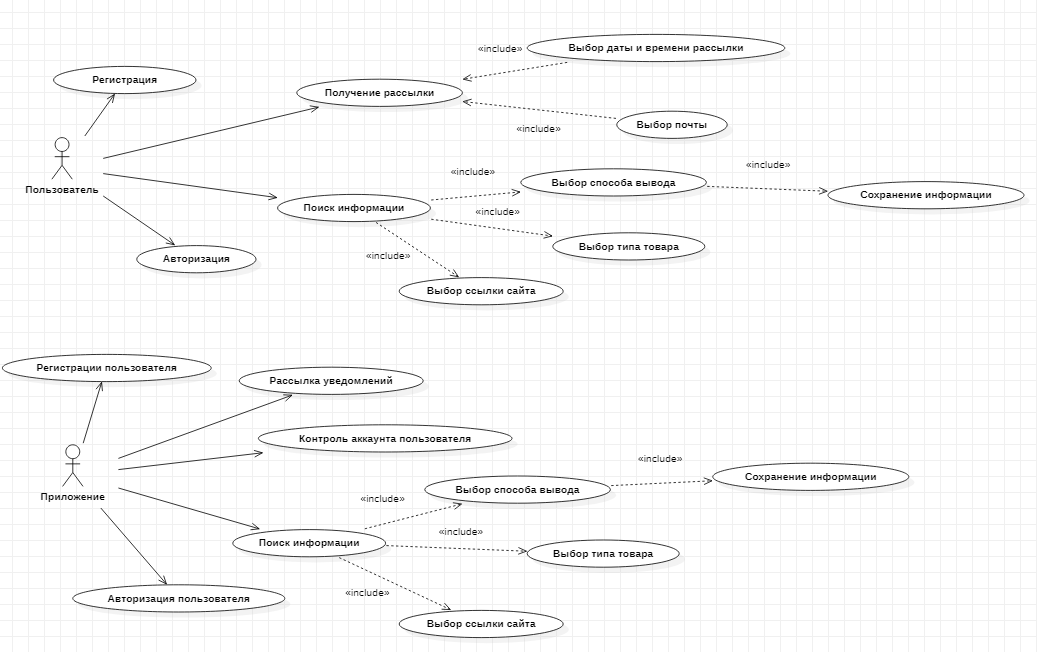 «include»
Выбор даты и времени рассылки
Регистрация
Получение рассылки
«include»
Выбор почты
Пользователь
«include»
Выбор способа вывода
«include»
Сохранение информации
Поиск информации
«include»
Выбор типа товара
Авторизация
«include»
Выбор ссылки сайта
Регистрации пользователя
Рассылка уведомлений
Контроль аккаунта пользователя
Приложение
«include»
Выбор способа вывода
«include»
Сохранение информации
Поиск информации
«include»
Выбор типа товара
Авторизация пользователя
«include»
Выбор ссылки сайта